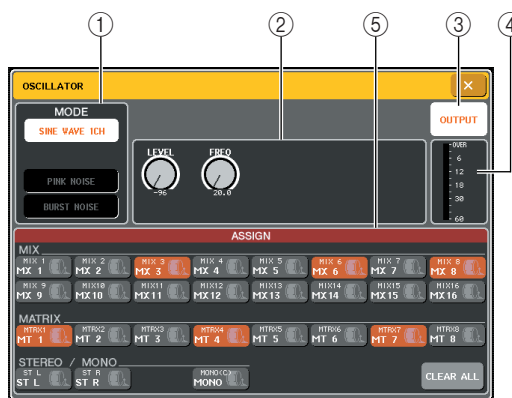 ① ② ⑤ ③ ④
OSCILLATOR ×
MODE
SINE WAVE 1CH
PINK NOISE
BURST NOISE
LEVEL FREQ
-96 20.0
OUTPUT
OVER
6
12
18
30
60
ASSIGN
MIX
MIX 1 MIX 2 MIX 3 MIX 4 MIX 5 MIX 6 MIX 7 MIX 8
MX 1 MX 2 MX 3 MX 4 MX 5 MX 6 MX 7 MX 8
MIX 9 MIX10 MIX11 MIX12 MIX13 MIX14 MIX15 MIX16
MX 9 MX10 MX11 MX12 MX13 MX14 MX15 MX16
MATRIX
MTRX1 MTRX2 MTRX3 MTRX4 MTRX5 MTRX6 MTRX7 MTRX8
MT 1 MT 2 MT 3 MT 4 MT 5 MT 6 MT 7 MT 8
STEREO / MONO
ST L ST R MONO(C)
ST L ST R MONO
CLEAR ALL